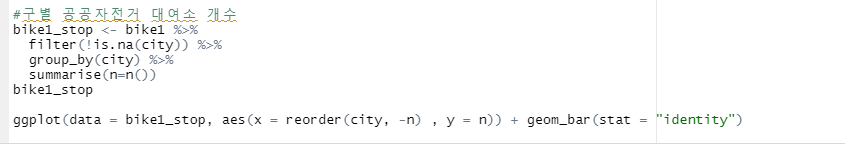 #구별 공공자전거 대여소 개수
bike1_stop <- bike1 %>%
  filter(!is.na(city)) %>%
  group_by(city) %>%
  summarise(n=n())
bike1_stop
ggplot(data = bike1_stop, aes(x = reorder(city, -n) , y = n)) + geom_bar(stat = "identity")